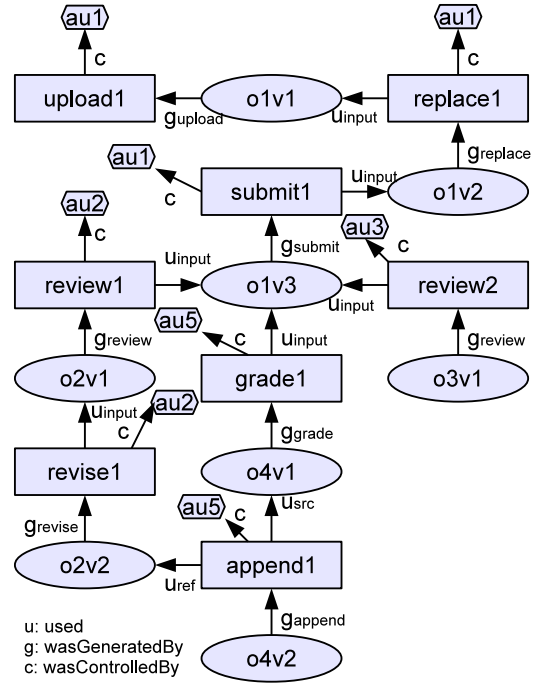 au1
au1
c
c
upload1
o1v1
replace1
gupload
uinput
au1
greplace
uinput
c
submit1
o1v2
au2
au3
c
gsubmit
c
uinput
review1
o1v3
review2
uinput
au5
greview
c
uinput
greview
o2v1
grade1
o3v1
uinput
au2
c
ggrade
revise1
o4v1
au5
usrc
grevise
c
o2v2
append1
uref
u: used
gappend
g: wasGeneratedBy
c: wasControlledBy
o4v2